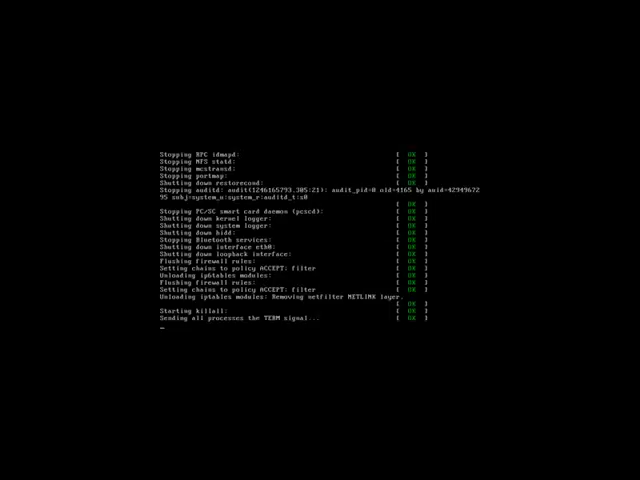 Stopping RPC idmapd: [ OK ]
Stopping NFS statd: [ OK ]
Stopping mcstransd: [ OK ]
Stopping portmap: [ OK ]
Shutting down restorecond: [ OK ]
Stopping auditd: audit(1246165793.385:21): audit_pid=0 old=4165 by auid=42949672
95 subj=system_u:system_r:auditd_t:s0
[ OK ]
Stopping PC/SC smart card daemon (pcscd): [ OK ]
Shutting down kernel logger: [ OK ]
Shutting down system logger: [ OK ]
Shutting down hidd: [ OK ]
Stopping Bluetooth services: [ OK ]
Shutting down interface eth0: [ OK ]
Shutting down loopback interface: [ OK ]
Flushing firewall rules: [ OK ]
Setting chains to policy ACCEPT: filter [ OK ]
Unloading ip6tables modules: [ OK ]
Flushing firewall rules: [ OK ]
Setting chains to policy ACCEPT: filter [ OK ]
Unloading iptables modules: Removing netfilter NETLINK layer.
[ OK ]
Starting killall: [ OK ]
Sending all processes the TERM signal... [ OK ]